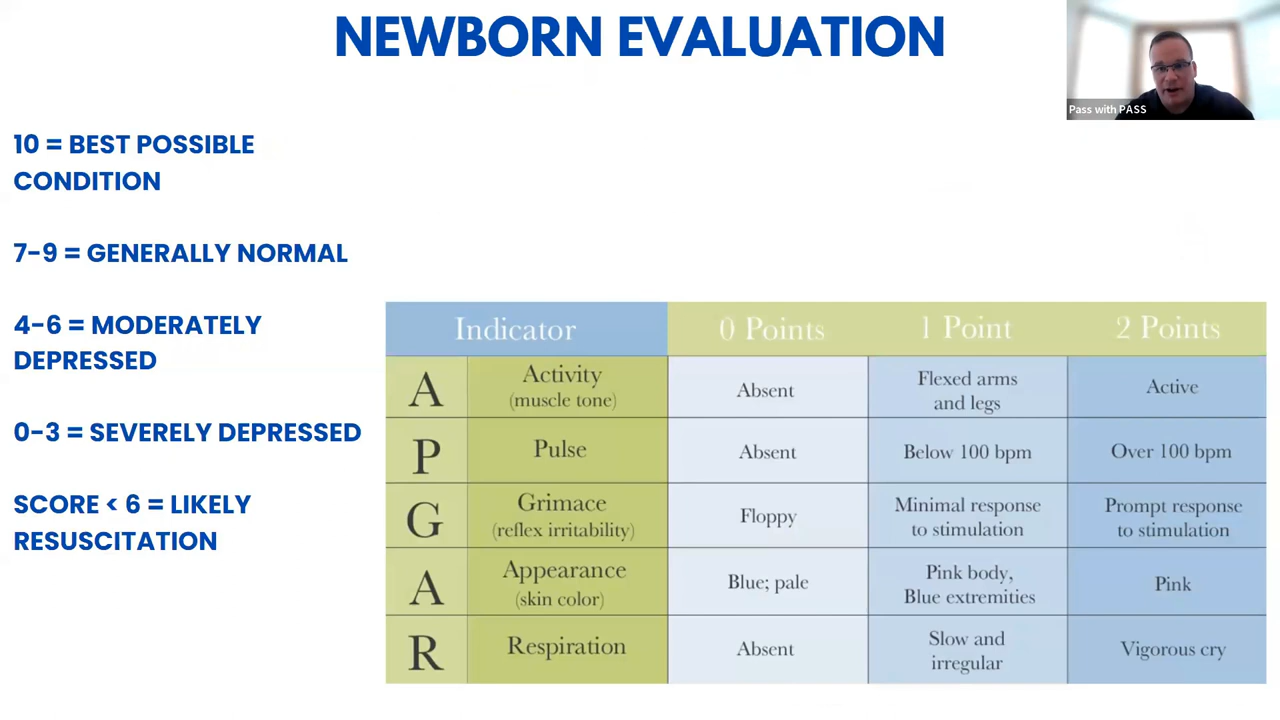 NEWBORN EVALUATION
Pass with PASS
10 = BEST POSSIBLE
CONDITION
7-9 = GENERALLY NORMAL
4-6 = MODERATELY
DEPRESSED
0-3 = SEVERELY DEPRESSED
SCORE < 6 = LIKELY
RESUSCITATION
Indicator 0 Points 1 Point 2 Points
A Activity (muscle tone) Absent Flexed arms and legs Active
P Pulse Absent Below 100 bpm Over 100 bpm
G Grimace (reflex irritability) Floppy Minimal response to stimulation Prompt response to stimulation
A Appearance (skin color) Blue; pale Pink body, Blue extremities Pink
R Respiration Absent Slow and irregular Vigorous cry